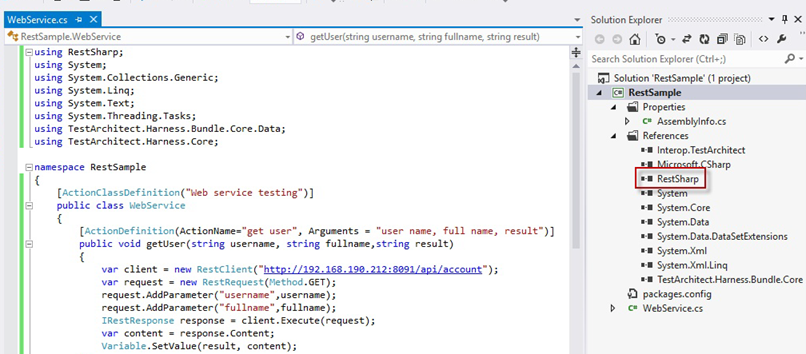 WebService.cs
RestSample.WebService
getUser(string username, string fullname, string result)
using RestSharp;
using System;
using System.Collections.Generic;
using System.Linq;
using System.Text;
using System.Threading.Tasks;
using TestArchitect.Harness.Bundle.Core.Data;
using TestArchitect.Harness.Core;
namespace RestSample
{
[ActionClassDefinition("Web service testing")]
public class WebService
{
[ActionDefinition(ActionName="get user", Arguments = "user name, full name, result")]
public void getUser(string username, string fullname,string result)
{
var client = new RestClient("http://192.168.190.212:8091/api/account");
var request = new RestRequest(Method.GET);
request.AddParameter("username",username);
request.AddParameter("fullname",fullname);
IRestResponse response = client.Execute(request);
var content = response.Content;
Variable.SetValue(result, content);
Solution Explorer
Search Solution Explorer (Ctrl+;)
Solution 'RestSample' (1 project)
RestSample
Properties
AssemblyInfo.cs
References
Interop.TestArchitect
Microsoft.CSharp
RestSharp
System
System.Core
System.Data
System.Data.DataSetExtensions
System.Xml
System.Xml.Linq
TestArchitect.Harness.Bundle.Core
packages.config
WebService.cs